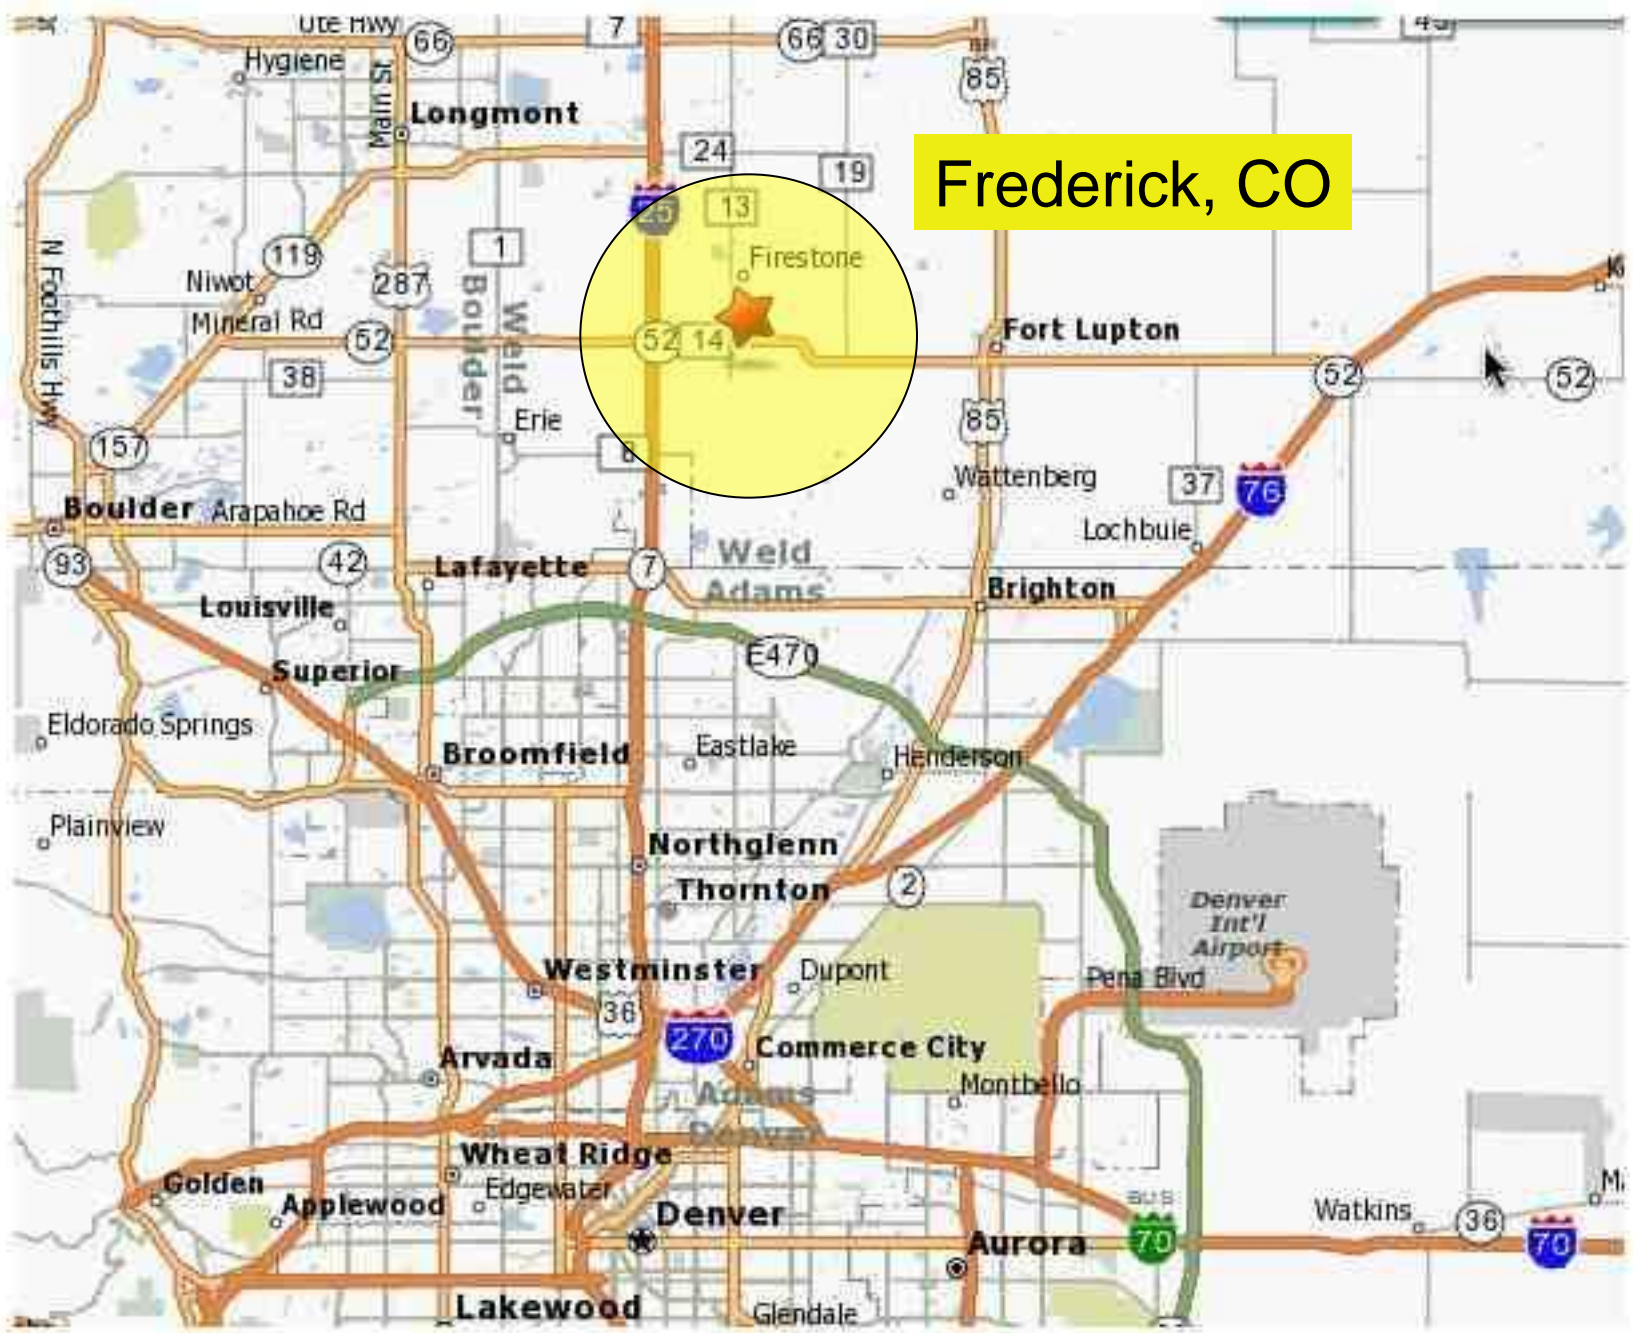 Ute Hwy
66
7
66
30
Hygiene
85
Main St
Longmont
24
19
Frederick, CO
25
13
1
119
Firestone
N Foothills Hwy
Niwot
287
Mineral Rd
52
52
14
Fort Lupton
Boulder
Weld
38
52
52
Erie
85
157
Wattenberg
37
76
Boulder
Arapahoe Rd
Lochbuie
93
42
Lafayette
7
Weld
Adams
Brighton
Louisville
E470
Superior
Eldorado Springs
Broomfield
Eastlake
Henderson
Plainview
Northglenn
Thornton
2
Denver
Int'l
Airport
Westminster
Dupont
Pena Blvd
36
270
Commerce City
Arvada
Montbello
Adams
Denver
Wheat Ridge
Golden
Edgewater
Applewood
BUS
Watkins
Denver
36
70
70
Aurora
Lakewood
Glendale